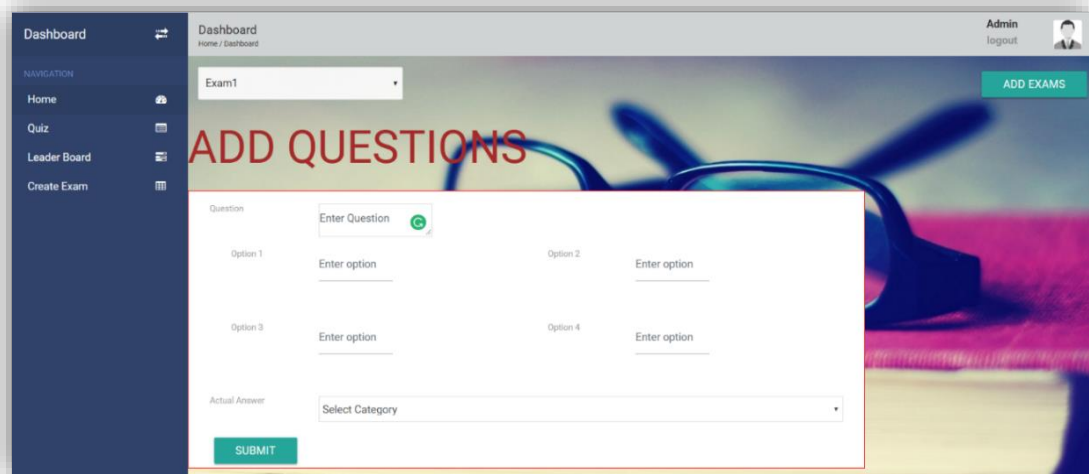 Dashboard
NAVIGATION
Home
Quiz
Leader Board
Create Exam
Dashboard
Home / Dashboard
Admin
logout
Exam1
ADD EXAMS
ADD QUESTIONS
Question
Enter Question
Option 1
Enter option
Option 2
Enter option
Option 3
Enter option
Option 4
Enter option
Actual Answer
Select Category
SUBMIT